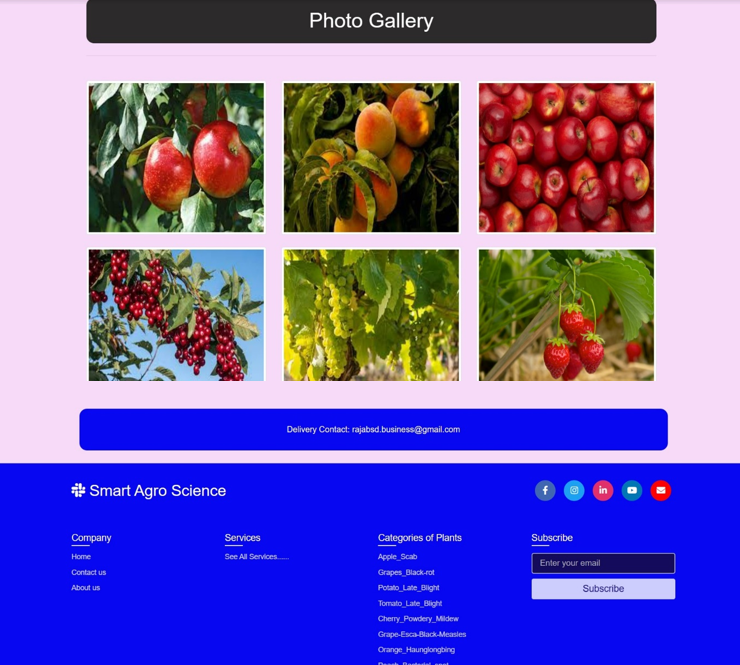 Photo Gallery
Delivery Contact: rajabsd.business@gmail.com
Smart Agro Science
Company
Home
Contact us
About us
Services
See All Services......
Categories of Plants
Apple_Scab
Grapes_Black-rot
Potato_Late_Blight
Tomato_Late_Blight
Cherry_Powdery_Mildew
Grape-Esca-Black-Measles
Orange_Haunglongbing
Peach_Bacterial_spot
Subscribe
Enter your email
Subscribe